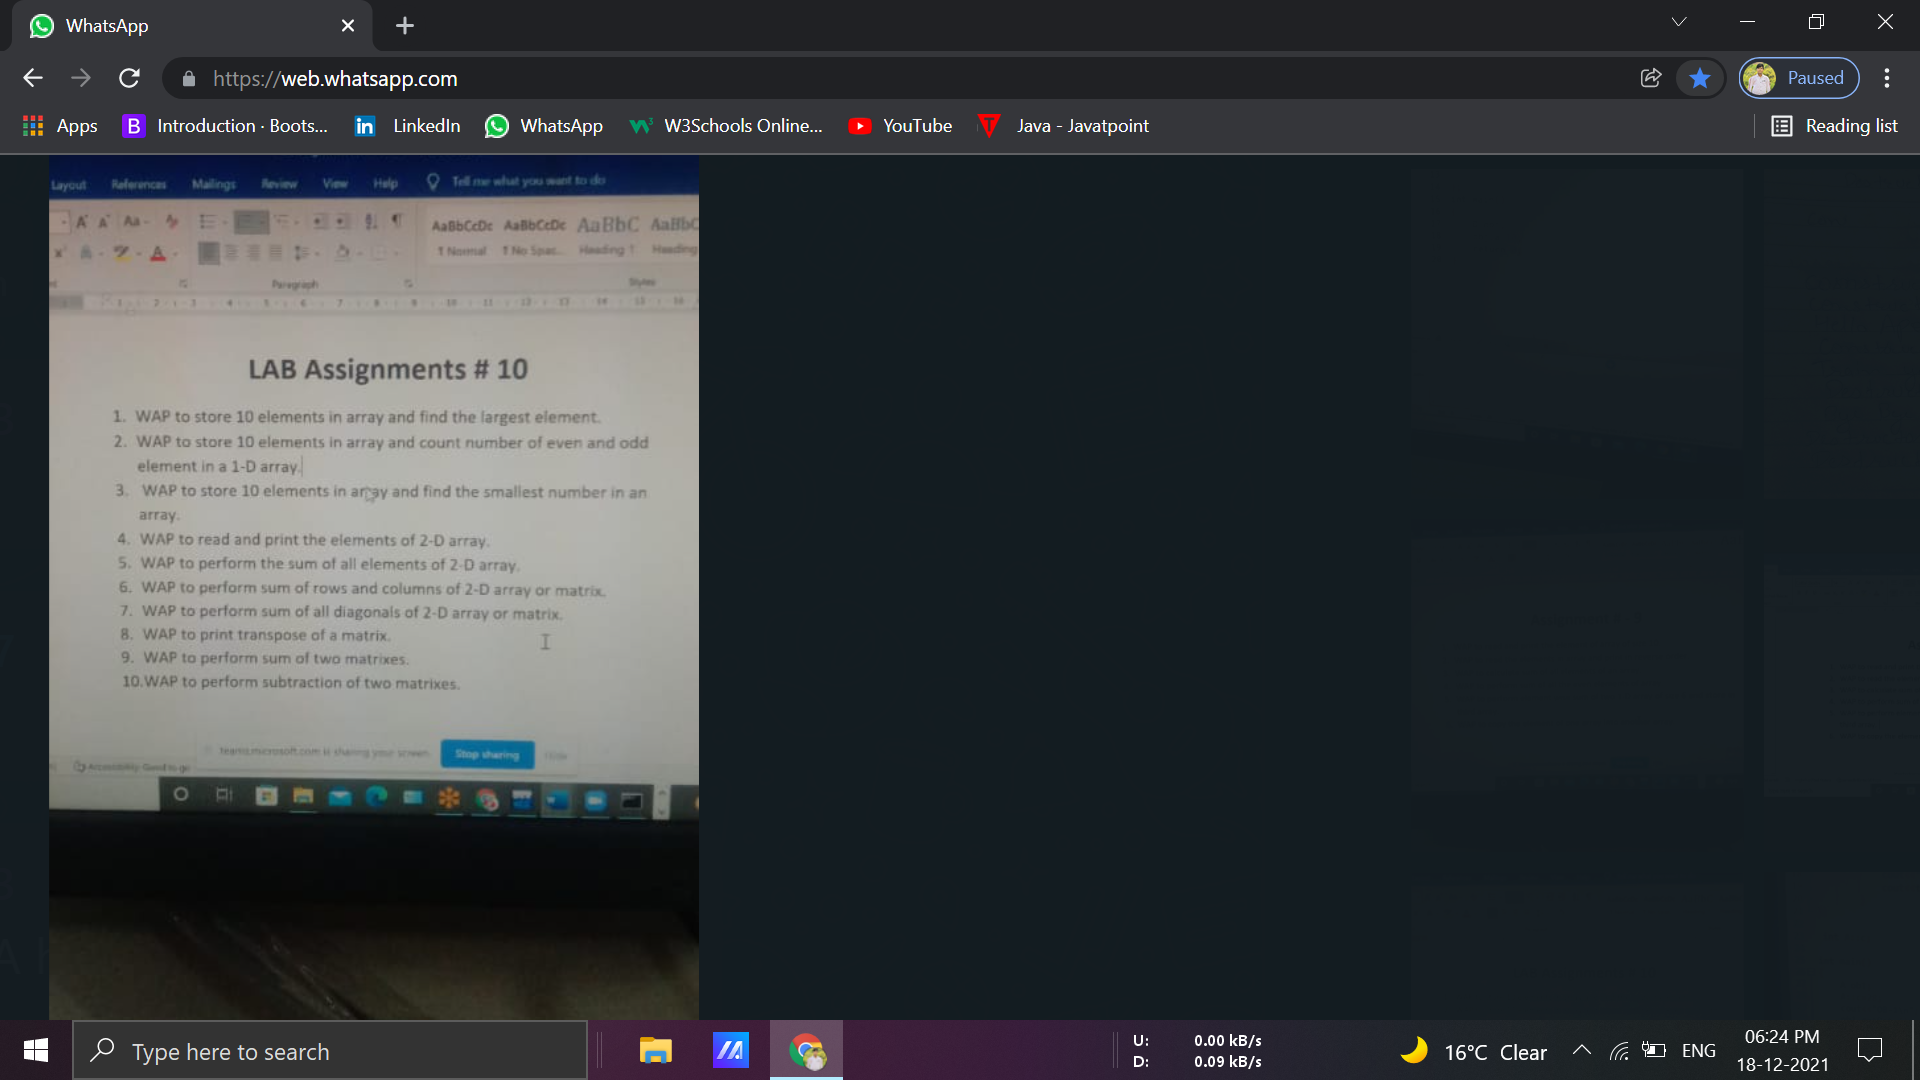 WhatsApp
https://web.whatsapp.com
Paused
Apps
Introduction · Boots...
LinkedIn
WhatsApp
W3Schools Online...
YouTube
Java - Javatpoint
Reading list
Layout References Mailings Review View Help Tell me what you want to do
Aa
AaBbCcDc AaBbCcDc AaBbC AaBbC
¶ Normal ¶ No Spac... Heading 1 Heading
Paragraph Styles
LAB Assignments # 10
1. WAP to store 10 elements in array and find the largest element.
2. WAP to store 10 elements in array and count number of even and odd
element in a 1-D array.
3. WAP to store 10 elements in array and find the smallest number in an
array.
4. WAP to read and print the elements of 2-D array.
5. WAP to perform the sum of all elements of 2-D array.
6. WAP to perform sum of rows and columns of 2-D array or matrix.
7. WAP to perform sum of all diagonals of 2-D array or matrix.
8. WAP to print transpose of a matrix.
9. WAP to perform sum of two matrixes.
10.WAP to perform subtraction of two matrixes.
teams.microsoft.com is sharing your screen. Stop sharing Hide
Accessibility: Good to go
Type here to search
U: 0.00 kB/s
D: 0.09 kB/s
16°C Clear
ENG
06:24 PM
18-12-2021